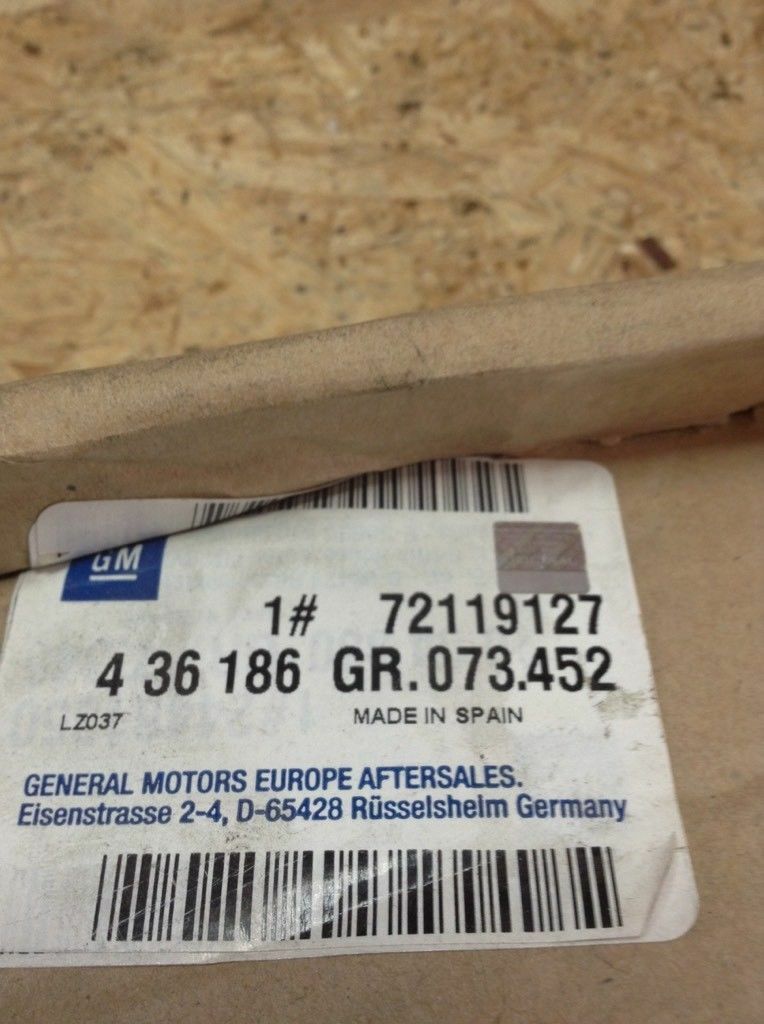 GM
1# 72119127
4 36 186 GR.073.452
LZ037 MADE IN SPAIN
GENERAL MOTORS EUROPE AFTERSALES.
Eisenstrasse 2-4, D-65428 Rüsselsheim Germany